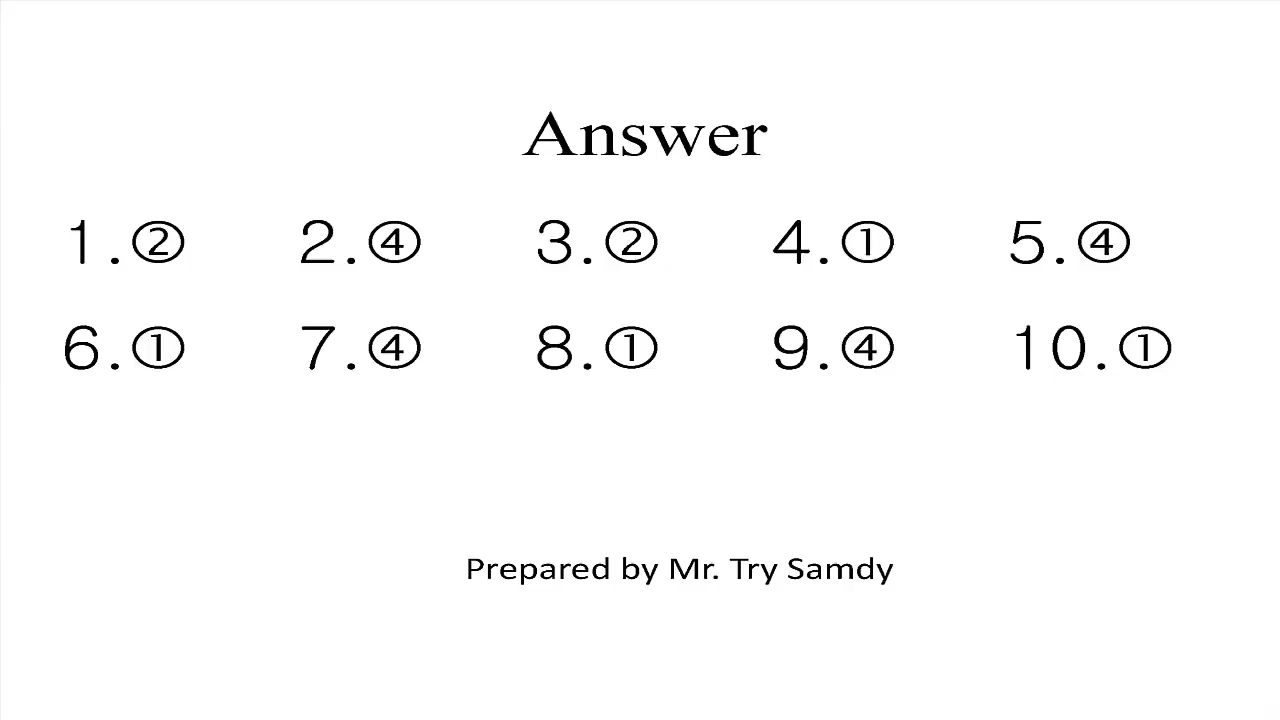 Answer
1.② 2.④ 3.② 4.① 5.④
6.① 7.④ 8.① 9.④ 10.①
Prepared by Mr. Try Samdy